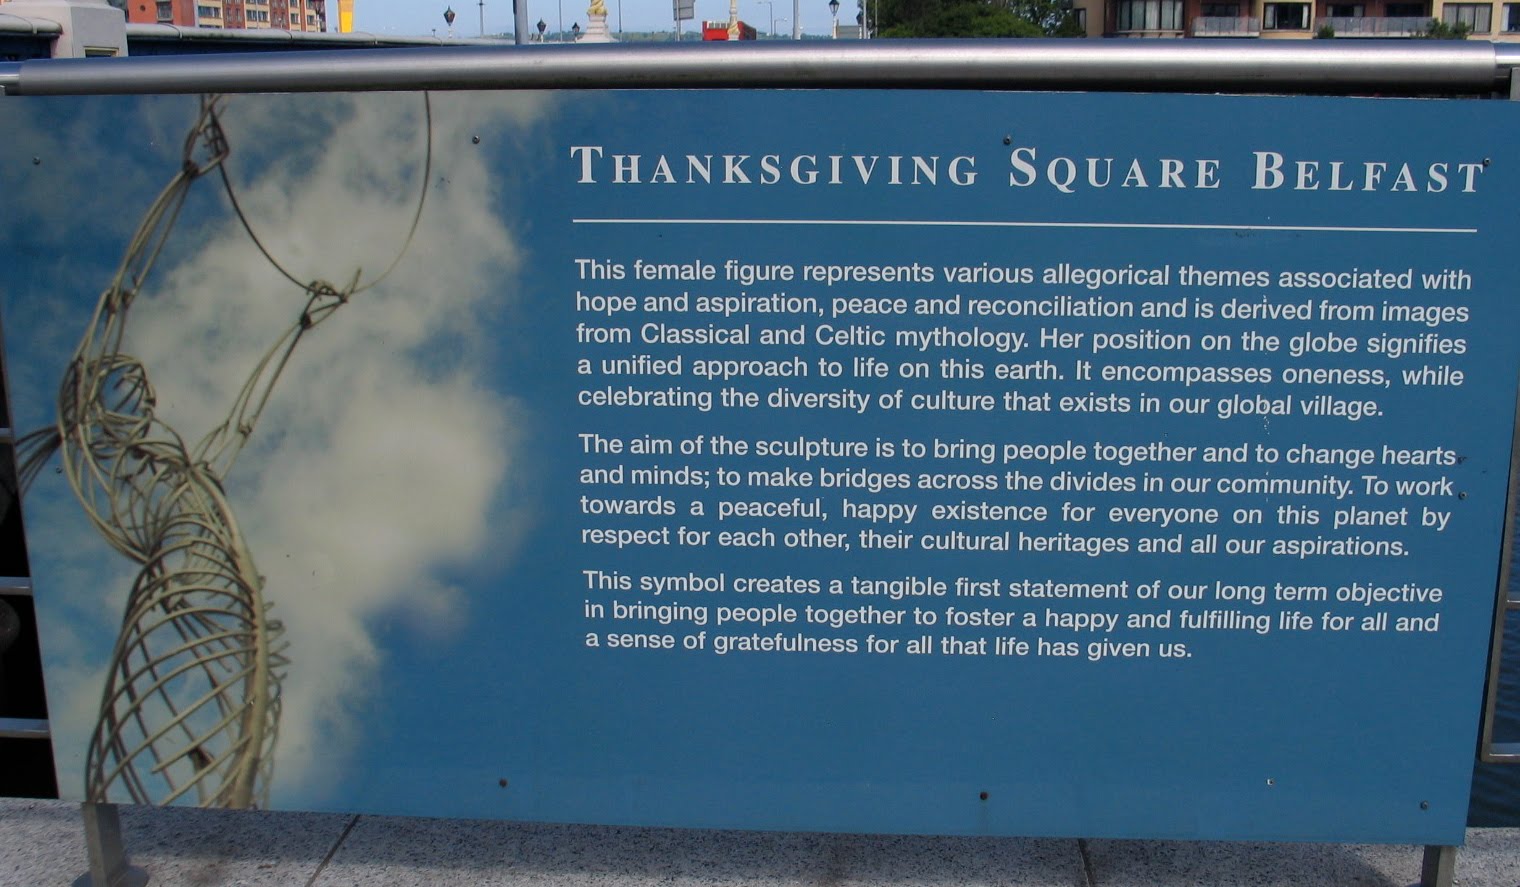 THANKSGIVING SQUARE BELFAST
This female figure represents various allegorical themes associated with
hope and aspiration, peace and reconciliation and is derived from images
from Classical and Celtic mythology. Her position on the globe signifies
a unified approach to life on this earth. It encompasses oneness, while
celebrating the diversity of culture that exists in our global village.
The aim of the sculpture is to bring people together and to change hearts
and minds; to make bridges across the divides in our community. To work
towards a peaceful, happy existence for everyone on this planet by
respect for each other, their cultural heritages and all our aspirations.
This symbol creates a tangible first statement of our long term objective
in bringing people together to foster a happy and fulfilling life for all and
a sense of gratefulness for all that life has given us.